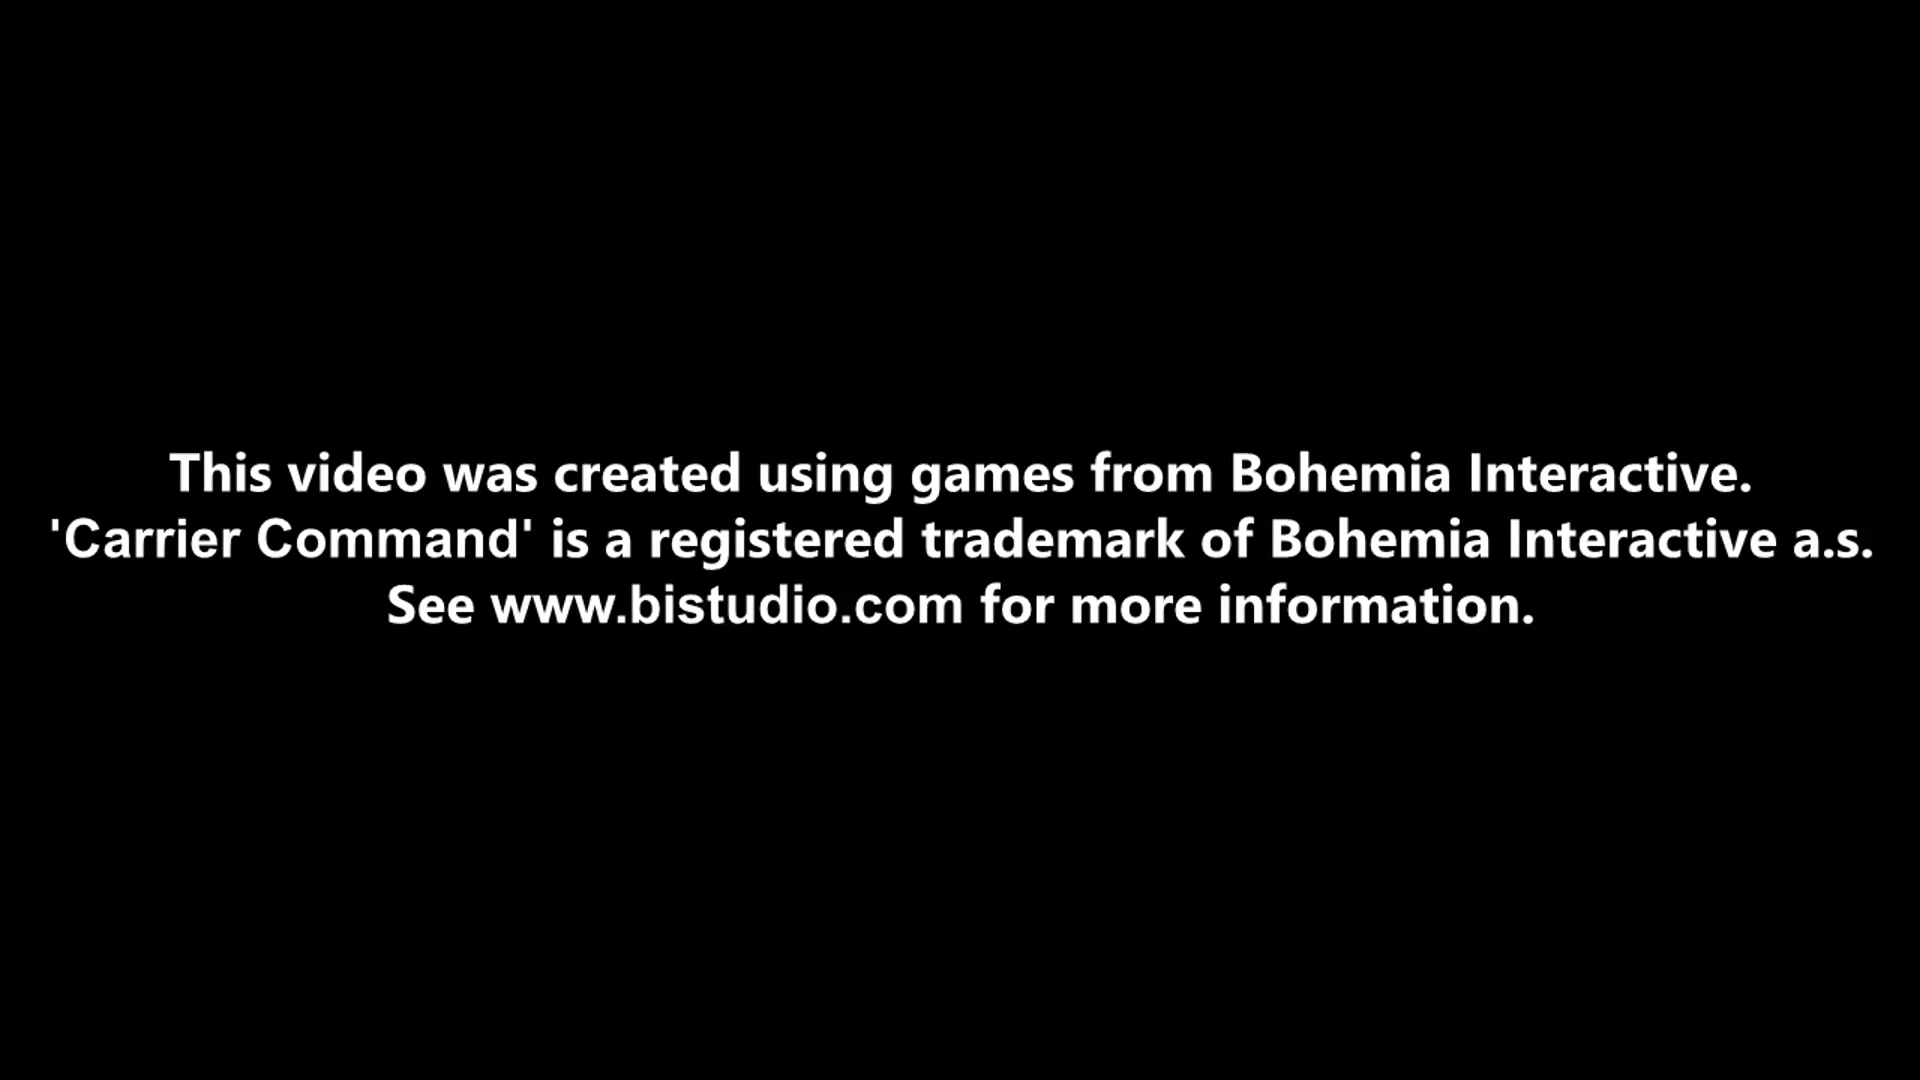 This video was created using games from Bohemia Interactive.
'Carrier Command' is a registered trademark of Bohemia Interactive a.s.
See www.bistudio.com for more information.